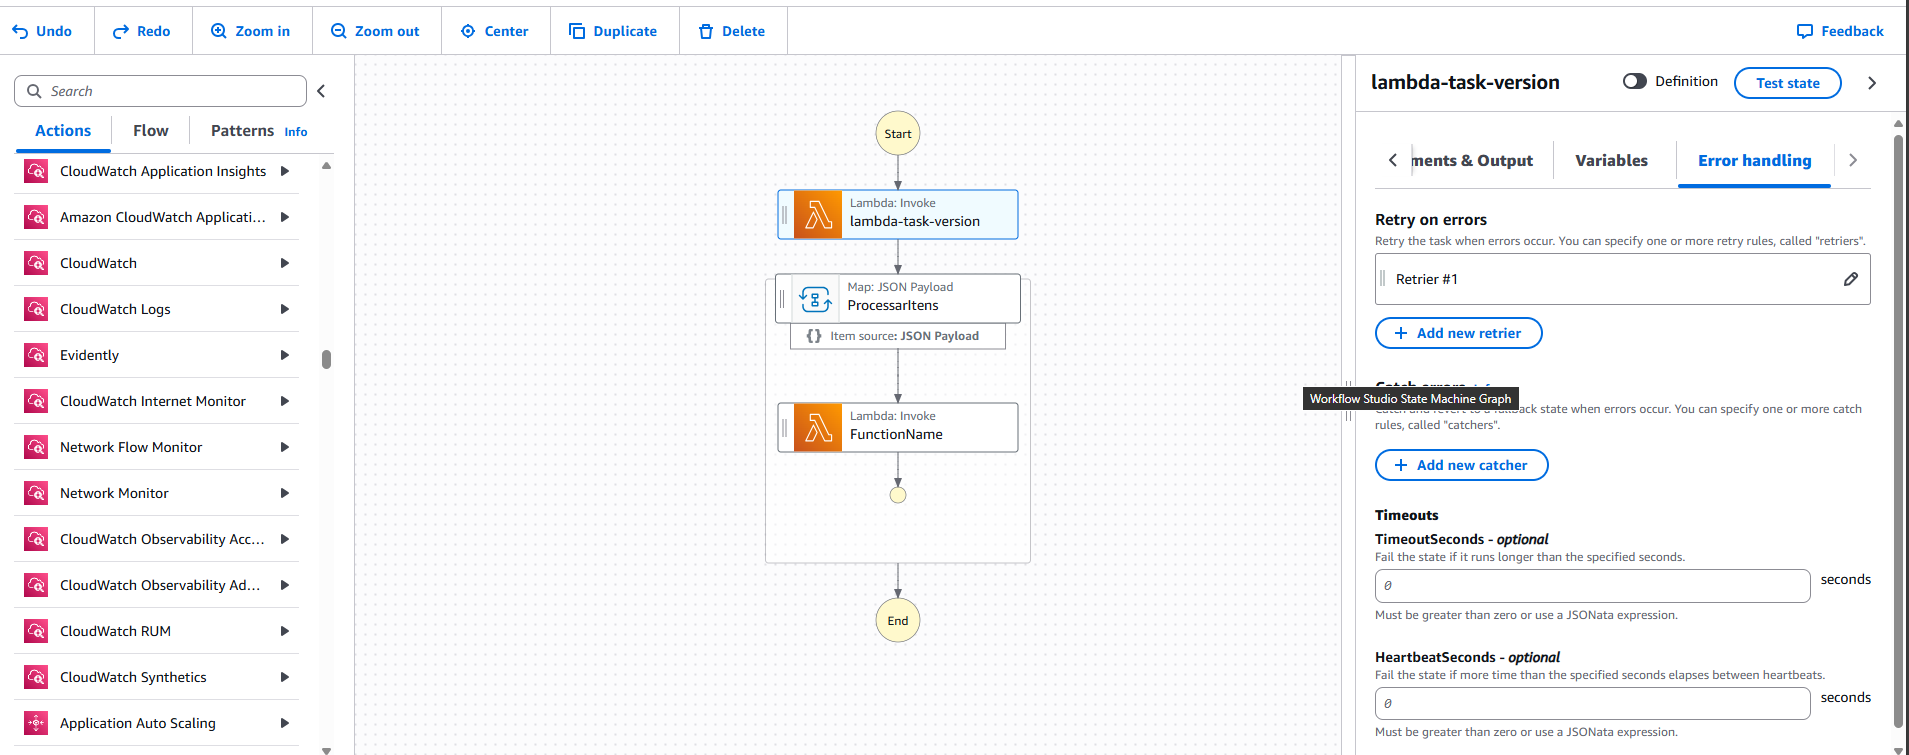 Undo
Redo
Zoom in
Zoom out
Center
Duplicate
Delete
Feedback
Search
Actions
Flow
Patterns Info
CloudWatch Application Insights
Amazon CloudWatch Applicati...
CloudWatch
CloudWatch Logs
Evidently
CloudWatch Internet Monitor
Network Flow Monitor
Network Monitor
CloudWatch Observability Acc...
CloudWatch Observability Ad...
CloudWatch RUM
CloudWatch Synthetics
Application Auto Scaling
Start
Lambda: Invoke
lambda-task-version
Map: JSON Payload
ProcessarItens
{} Item source: JSON Payload
Lambda: Invoke
FunctionName
End
lambda-task-version
Definition
Test state
ments & Output
Variables
Error handling
Retry on errors
Retry the task when errors occur. You can specify one or more retry rules, called "retriers".
Retrier #1
+ Add new retrier
Workflow Studio State Machine Graph
back state when errors occur. You can specify one or more catch
rules, called "catchers".
+ Add new catcher
Timeouts
TimeoutSeconds - optional
Fail the state if it runs longer than the specified seconds.
0
seconds
Must be greater than zero or use a JSONata expression.
HeartbeatSeconds - optional
Fail the state if more time than the specified seconds elapses between heartbeats.
0
seconds
Must be greater than zero or use a JSONata expression.